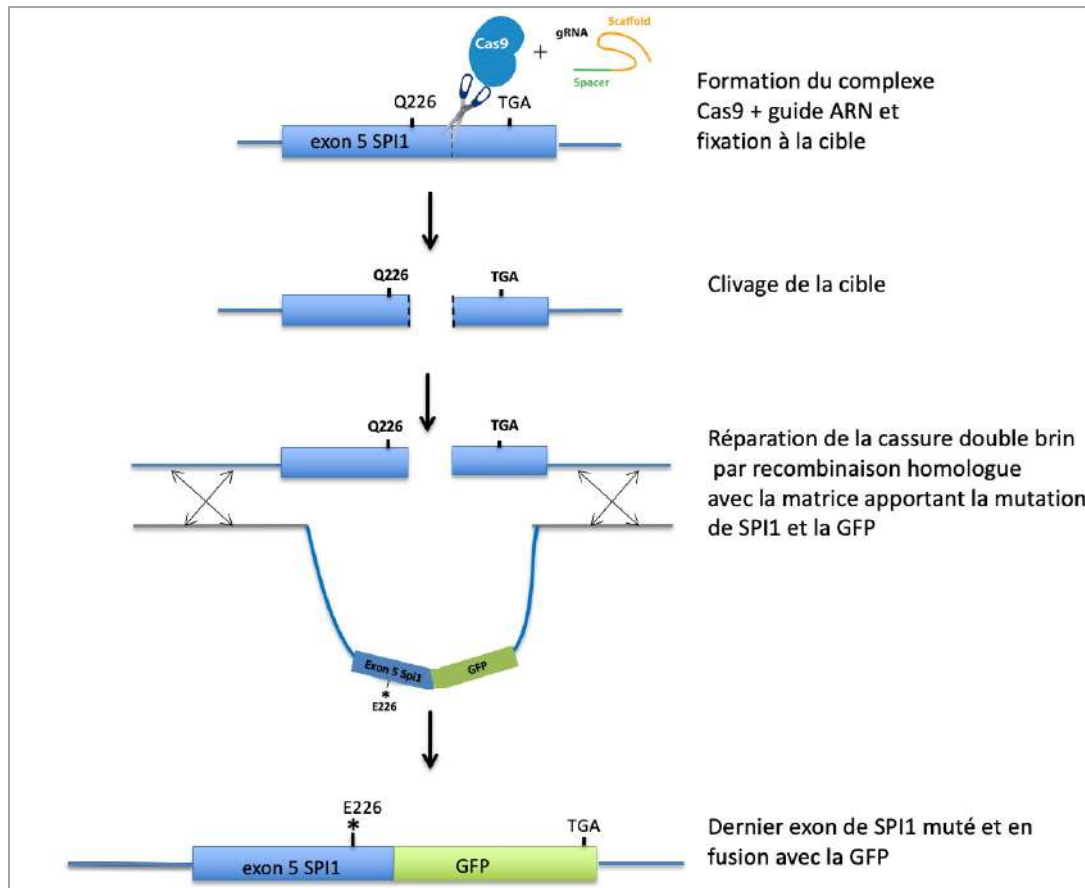 Cas9
+
gRNA
Scaffold
Spacer
Q226
TGA
exon 5 SPI1
Formation du complexe
Cas9 + guide ARN et
fixation à la cible
Q226
TGA
Clivage de la cible
Q226
TGA
Réparation de la cassure double brin
par recombinaison homologue
avec la matrice apportant la mutation
de SPI1 et la GFP
Exon 5 Spi1
GFP
*
E226
E226
*
TGA
exon 5 SPI1
GFP
Dernier exon de SPI1 muté et en
fusion avec la GFP